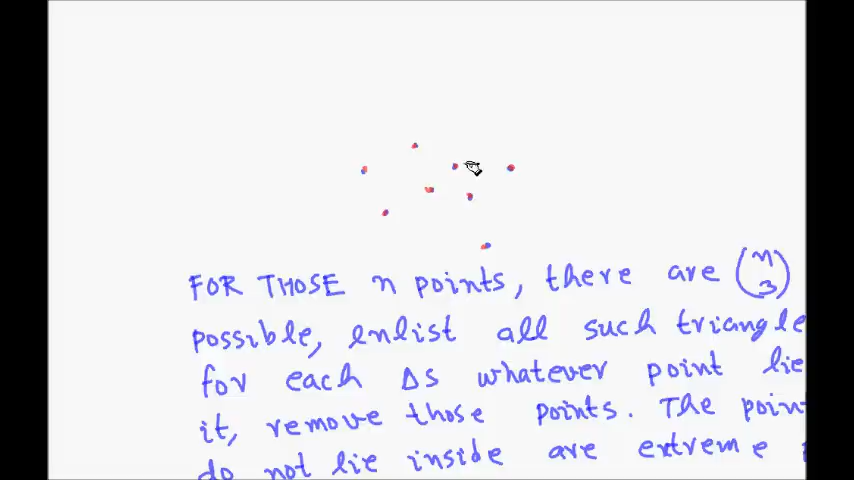 FOR THOSE n points, there are (n 3)
possible, enlist all such triangle
for each Δs whatever point lie
it, remove those points. The poin
do not lie inside are extreme